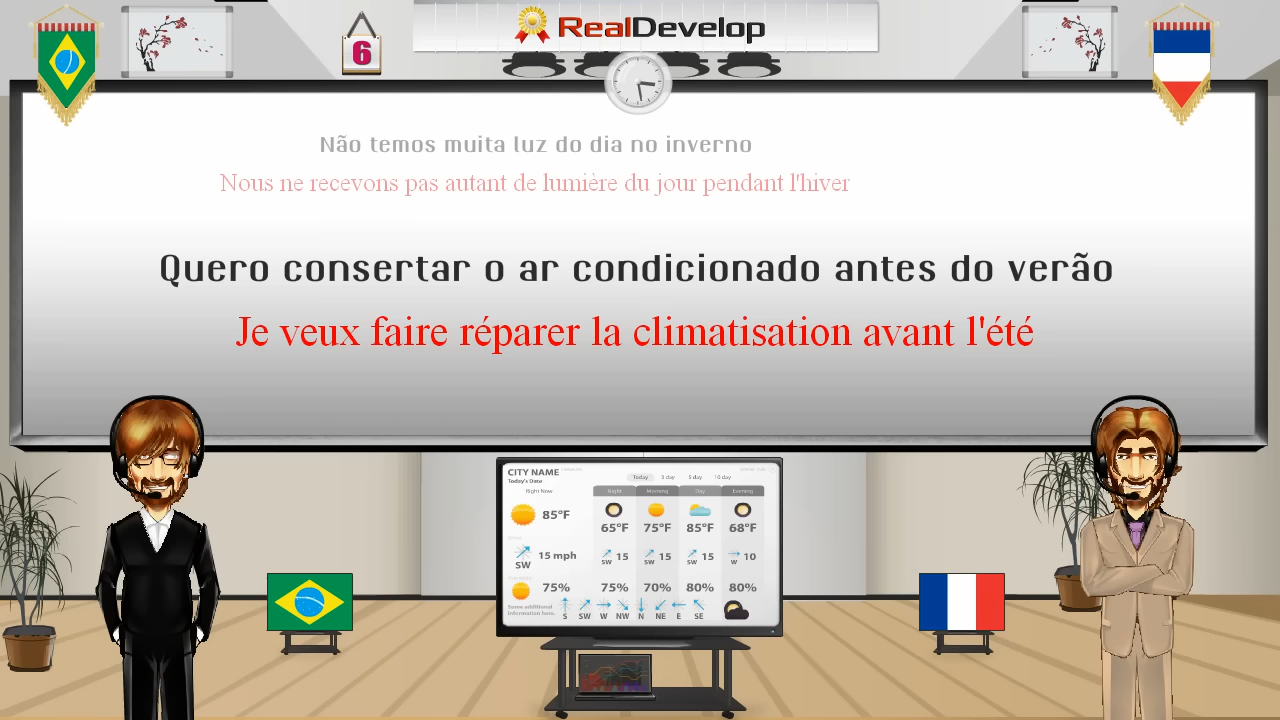 RealDevelop
6
Não temos muita luz do dia no inverno
Nous ne recevons pas autant de lumière du jour pendant l'hiver
Quero consertar o ar condicionado antes do verão
Je veux faire réparer la climatisation avant l'été
CITY NAME
Today's Date
Today 3 day 5 day 10 day
Right Now
Night Morning Day Evening
85°F
65°F 75°F 85°F 68°F
15 mph
SW
15 15 15 10
SW SW SW W
75%
75% 70% 80% 80%
Some additional
information here.
S SW W NW N NE E SE